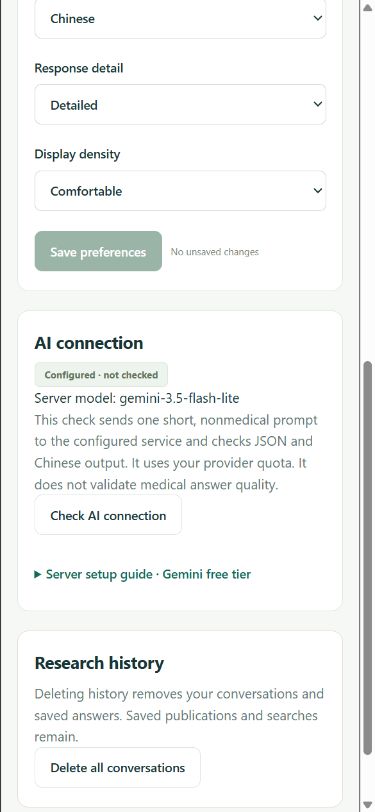 Chinese
Response detail
Detailed
Display density
Comfortable
Save preferences No unsaved changes
AI connection
Configured · not checked
Server model: gemini-3.5-flash-lite
This check sends one short, nonmedical prompt
to the configured service and checks JSON and
Chinese output. It uses your provider quota. It
does not validate medical answer quality.
Check AI connection
Server setup guide · Gemini free tier
Research history
Deleting history removes your conversations and
saved answers. Saved publications and searches
remain.
Delete all conversations